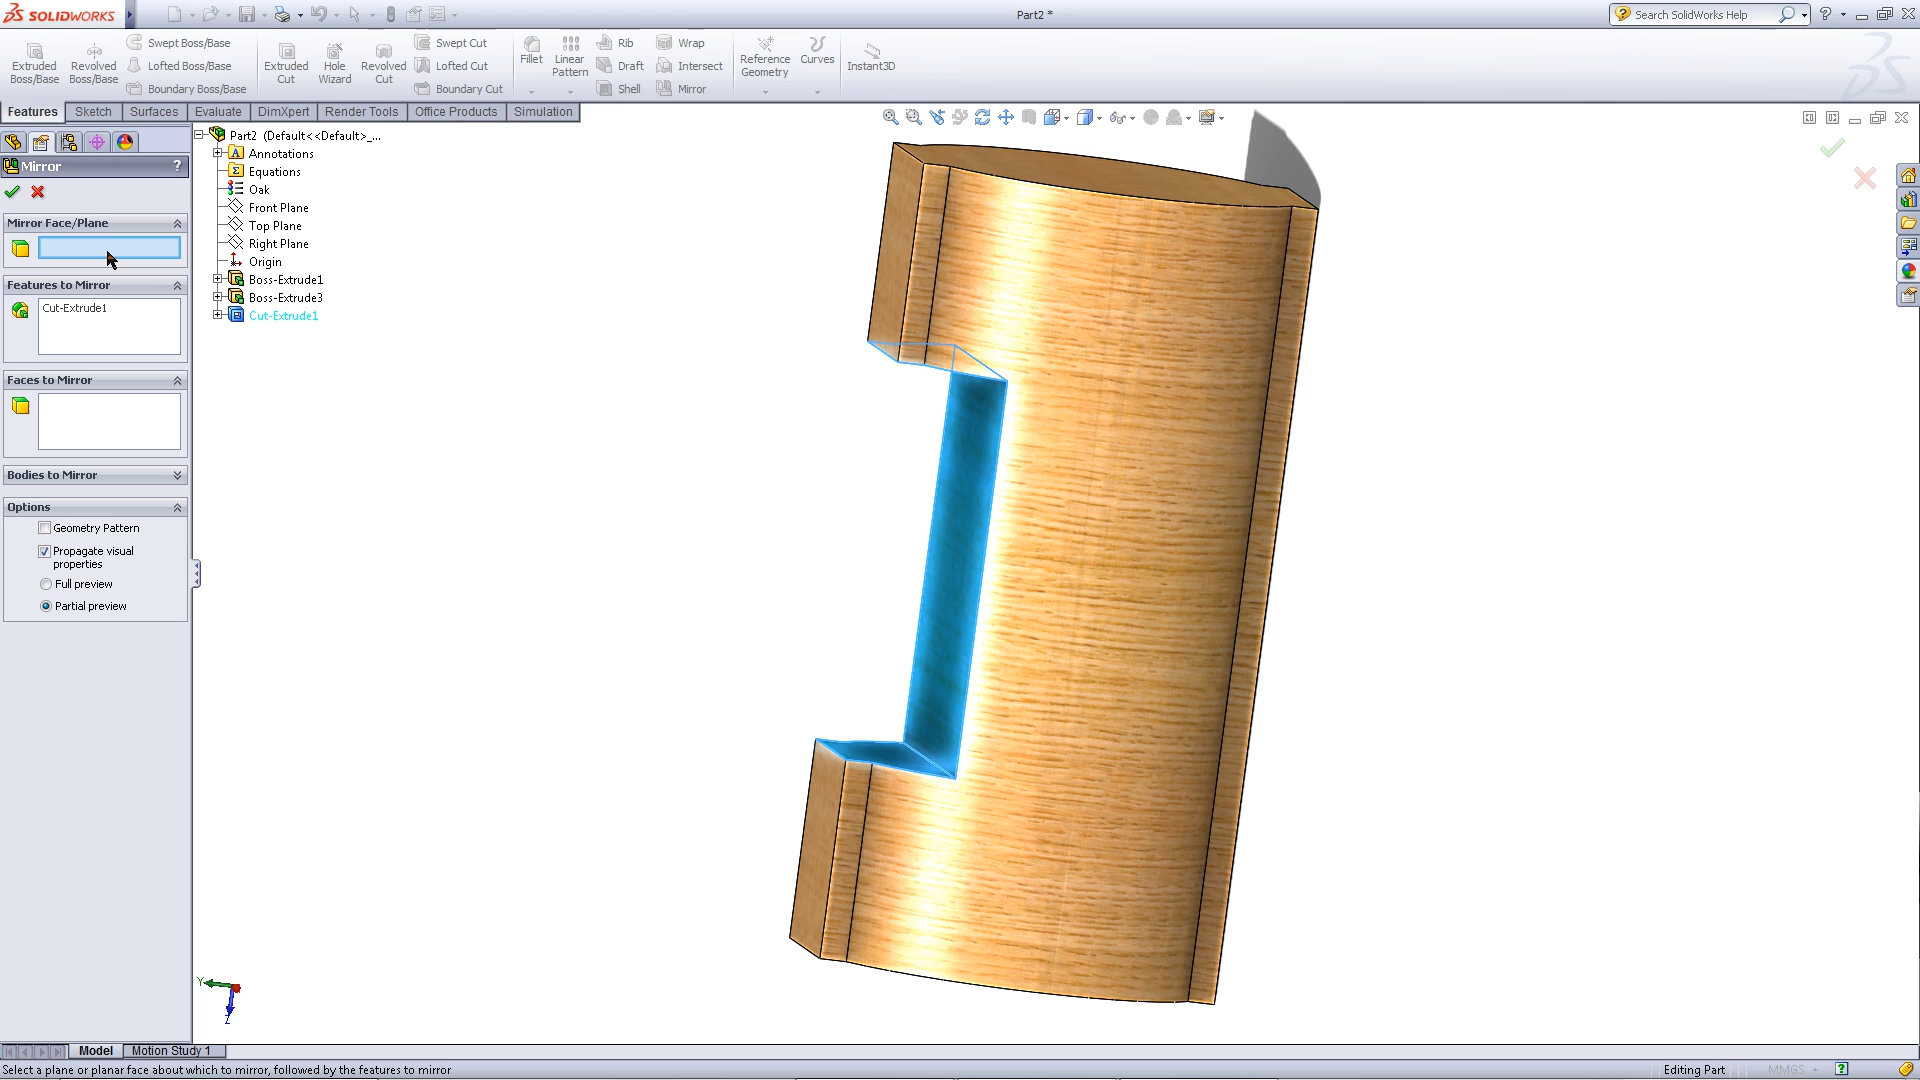 SOLIDWORKS
Part2 *
Search SolidWorks Help
Extruded Boss/Base
Revolved Boss/Base
Swept Boss/Base
Lofted Boss/Base
Boundary Boss/Base
Extruded Cut
Hole Wizard
Revolved Cut
Swept Cut
Lofted Cut
Boundary Cut
Fillet
Linear Pattern
Rib
Draft
Shell
Wrap
Intersect
Mirror
Reference Geometry
Curves
Instant3D
Features
Sketch
Surfaces
Evaluate
DimXpert
Render Tools
Office Products
Simulation
Mirror
?
Mirror Face/Plane
Features to Mirror
Cut-Extrude1
Faces to Mirror
Bodies to Mirror
Options
Geometry Pattern
Propagate visual
properties
Full preview
Partial preview
Part2 (Default<<Default>_...
Annotations
Equations
Oak
Front Plane
Top Plane
Right Plane
Origin
Boss-Extrude1
Boss-Extrude3
Cut-Extrude1
Y
Z
Model
Motion Study 1
Select a plane or planar face about which to mirror, followed by the features to mirror
Editing Part
MMGS
?